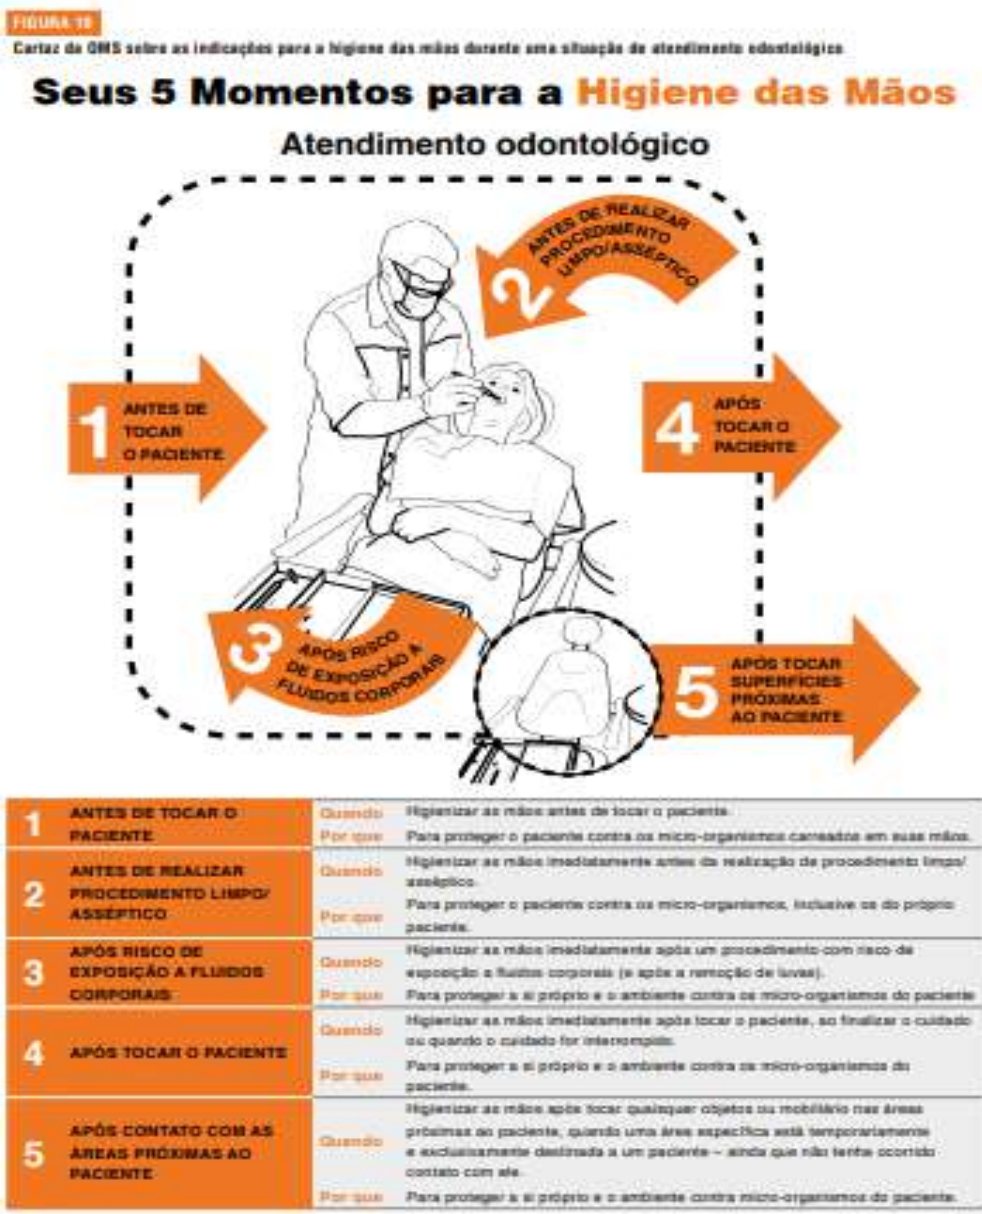 FIGURA 10
Cartaz da OMS sobre as indicações para a higiene das mãos durante uma situação de atendimento odontológico
Seus 5 Momentos para a Higiene das Mãos
Atendimento odontológico
2
ANTES DE REALIZAR
PROCEDIMENTO
LIMPO/ASSÉPTICO
1
ANTES DE
TOCAR
O PACIENTE
4
APÓS
TOCAR O
PACIENTE
3
APÓS RISCO
DE EXPOSIÇÃO A
FLUIDOS CORPORAIS
5
APÓS TOCAR
SUPERFÍCIES
PRÓXIMAS
AO PACIENTE
1
ANTES DE TOCAR O
PACIENTE
Quando Higienizar as mãos antes de tocar o paciente.
Por que Para proteger o paciente contra os micro-organismos carreados em suas mãos.
2
ANTES DE REALIZAR
PROCEDIMENTO LIMPO/
ASSÉPTICO
Quando Higienizar as mãos imediatamente antes da realização de procedimento limpo/
asséptico.
Por que Para proteger o paciente contra os micro-organismos, inclusive os do próprio
paciente.
3
APÓS RISCO DE
EXPOSIÇÃO A FLUIDOS
CORPORAIS
Quando Higienizar as mãos imediatamente após um procedimento com risco de
exposição a fluidos corporais (e após a remoção de luvas).
Por que Para proteger a si próprio e o ambiente contra os micro-organismos do paciente
4
APÓS TOCAR O PACIENTE
Quando Higienizar as mãos imediatamente após tocar o paciente, ao finalizar o cuidado
ou quando o cuidado for interrompido.
Por que Para proteger a si próprio e o ambiente contra os micro-organismos do
paciente.
5
APÓS CONTATO COM AS
ÁREAS PRÓXIMAS AO
PACIENTE
Quando Higienizar as mãos após tocar quaisquer objetos ou mobiliário nas áreas
próximas ao paciente, quando uma área específica está temporariamente
e exclusivamente destinada a um paciente – ainda que não tenha ocorrido
contato com ele.
Por que Para proteger a si próprio e o ambiente contra micro-organismos do paciente.